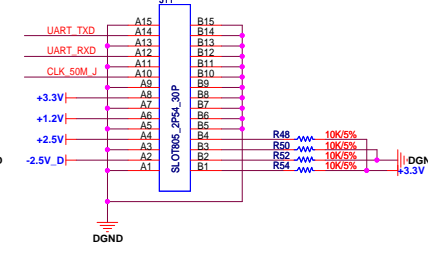 J11
A15 B15
UART_TXD A14 B14
A13 B13
UART_RXD A12 B12
A11 B11
CLK_50M_J A10 B10
A9 B9
+3.3V A8 B8
A7 B7
+1.2V A6 B6
A5 B5
+2.5V A4 B4 R48 10K/5%
A3 B3 R50 10K/5%
-2.5V_D A2 B2 R52 10K/5% DGN
A1 B1 R54 10K/5% +3.3V
SLOT805_2P54_30P
DGND